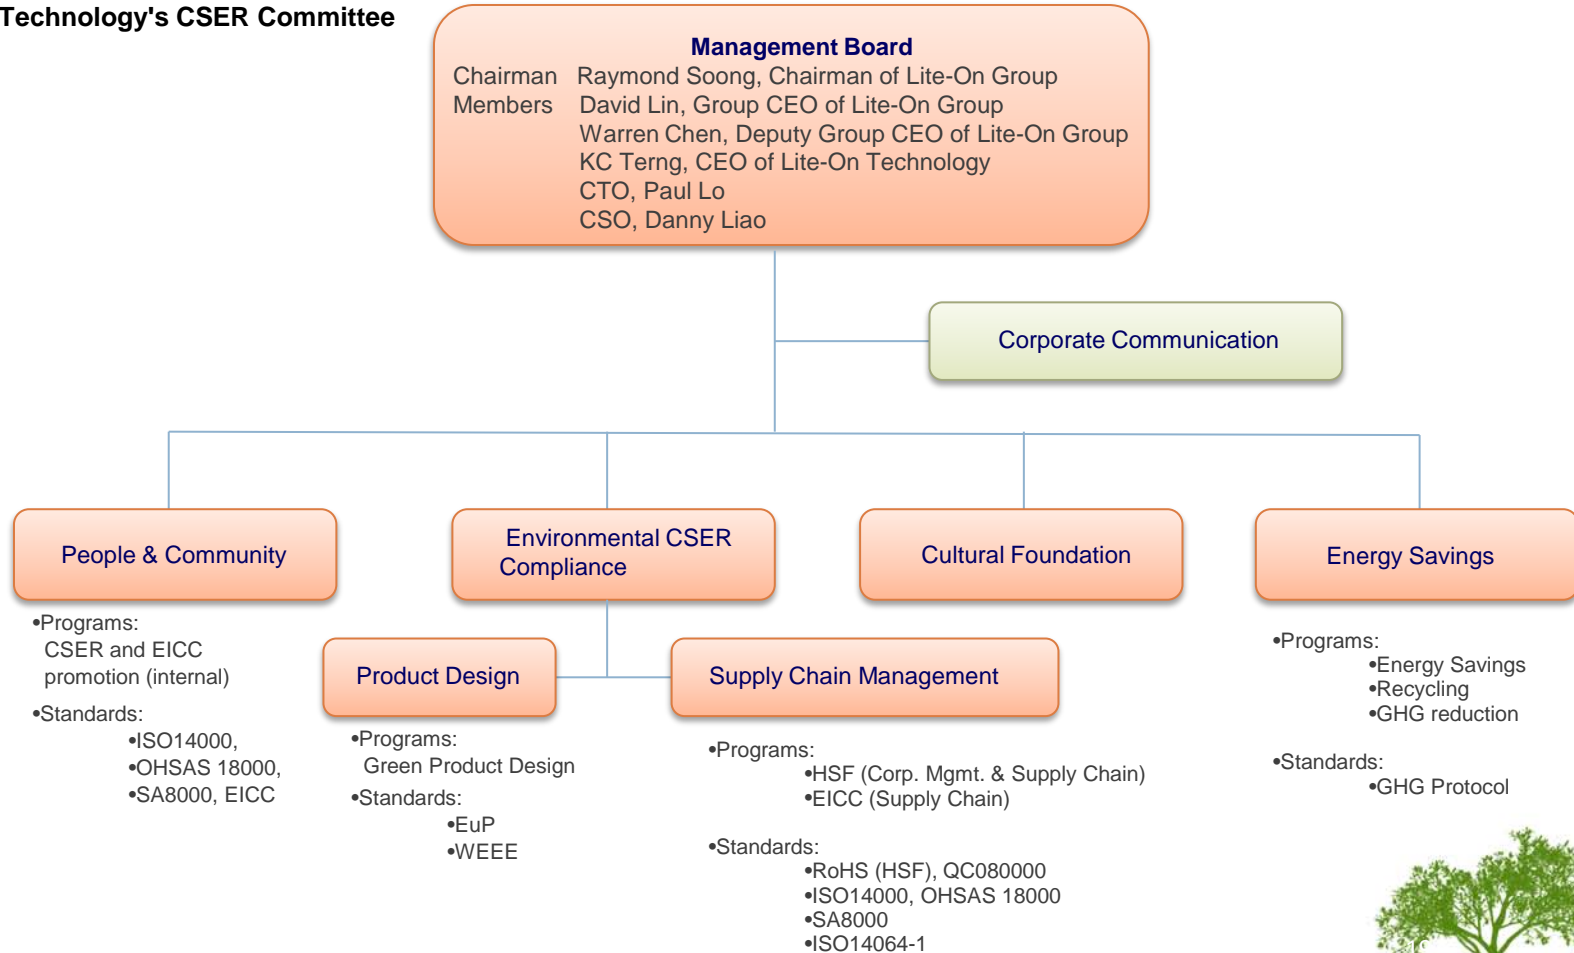 Technology's CSER Committee
Management Board
Chairman Raymond Soong, Chairman of Lite-On Group
Members David Lin, Group CEO of Lite-On Group
Warren Chen, Deputy Group CEO of Lite-On Group
KC Terng, CEO of Lite-On Technology
CTO, Paul Lo
CSO, Danny Liao
Corporate Communication
People & Community
•Programs:
CSER and EICC
promotion (internal)
•Standards:
•ISO14000,
•OHSAS 18000,
•SA8000, EICC
Environmental CSER
Compliance
Product Design
•Programs:
Green Product Design
•Standards:
•EuP
•WEEE
Supply Chain Management
•Programs:
•HSF (Corp. Mgmt. & Supply Chain)
•EICC (Supply Chain)
•Standards:
•RoHS (HSF), QC080000
•ISO14000, OHSAS 18000
•SA8000
•ISO14064-1
Cultural Foundation
Energy Savings
•Programs:
•Energy Savings
•Recycling
•GHG reduction
•Standards:
•GHG Protocol